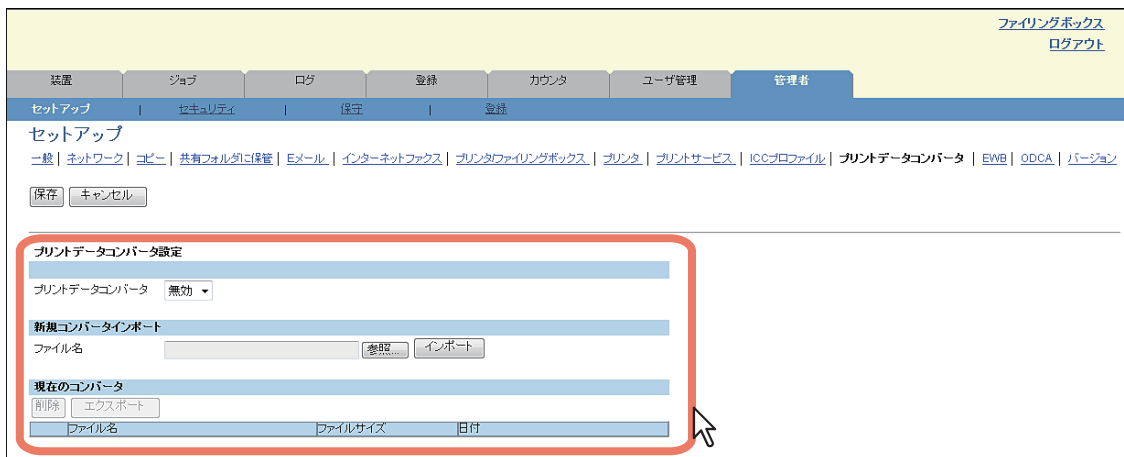 ファイリングボックス
ログアウト
装置 ジョブ ログ 登録 カウンタ ユーザ管理 管理者
セットアップ | セキュリティ | 保守 | 登録
セットアップ
一般 | ネットワーク | コピー | 共有フォルダに保管 | Eメール | インターネットファクス | プリンタ/ファイリングボックス | プリンタ | プリントサービス | ICCプロファイル | プリントデータコンバータ | EWB | ODCA | バージョン
保存 キャンセル
プリントデータコンバータ設定
プリントデータコンバータ 無効
新規コンバータインポート
ファイル名 参照... インポート
現在のコンバータ
削除 エクスポート
ファイル名 ファイルサイズ 日付